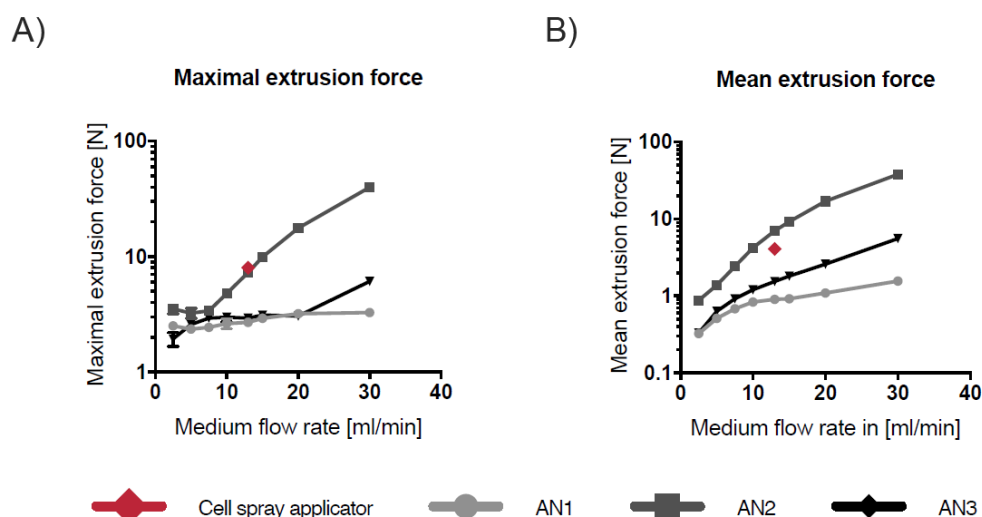 A)
B)
Maximal extrusion force
Mean extrusion force
Maximal extrusion force [N]
100
10
1
0
10
20
30
40
Medium flow rate [ml/min]
Mean extrusion force [N]
100
10
1
0.1
0
10
20
30
40
Medium flow rate in [ml/min]
Cell spray applicator
AN1
AN2
AN3